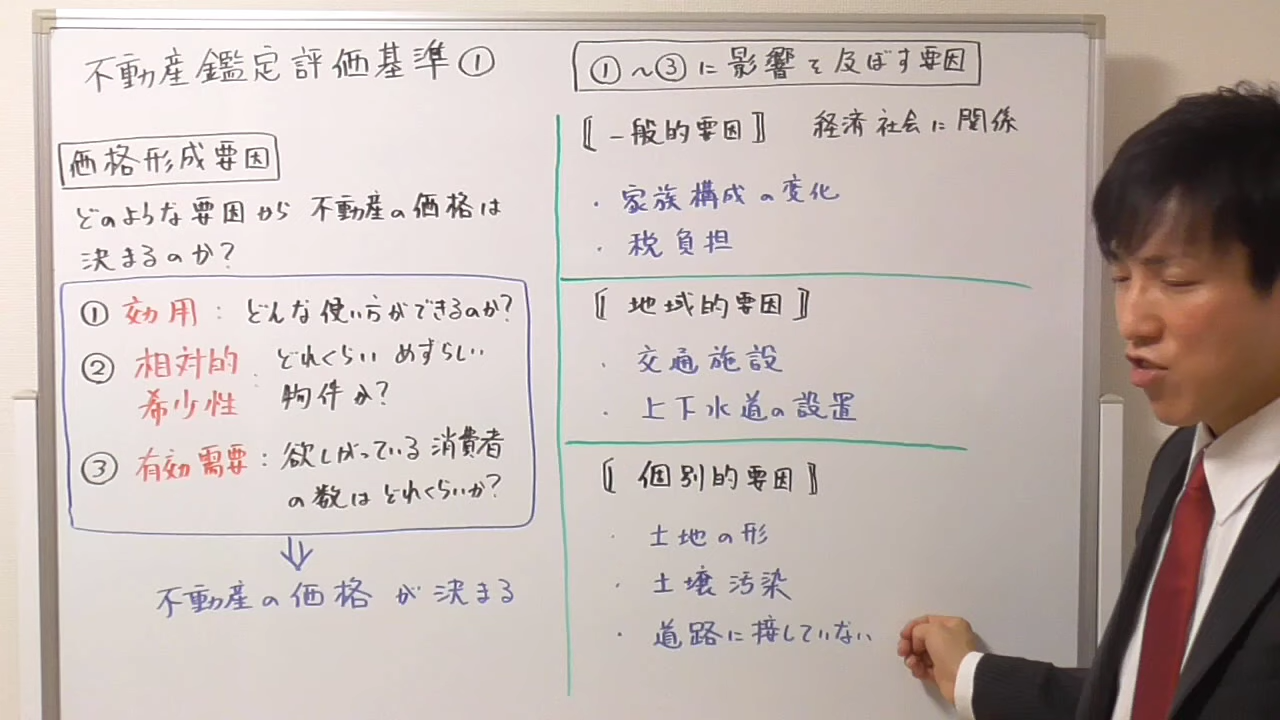 不動産鑑定評価基準①
価格形成要因
どのような要因から不動産の価格は
決まるのか?
①効用:どんな使い方ができるのか?
②相対的希少性:どれくらいめずらしい
物件か?
③有効需要:欲しがっている消費者
の数はどれくらいか?
⇓
不動産の価格が決まる
①～③に影響を及ぼす要因
〚一般的要因〛 経済社会に関係
・家族構成の変化
・税負担
〚地域的要因〛
・交通施設
・上下水道の設置
〚個別的要因〛
・土地の形
・土壌汚染
・道路に接していない